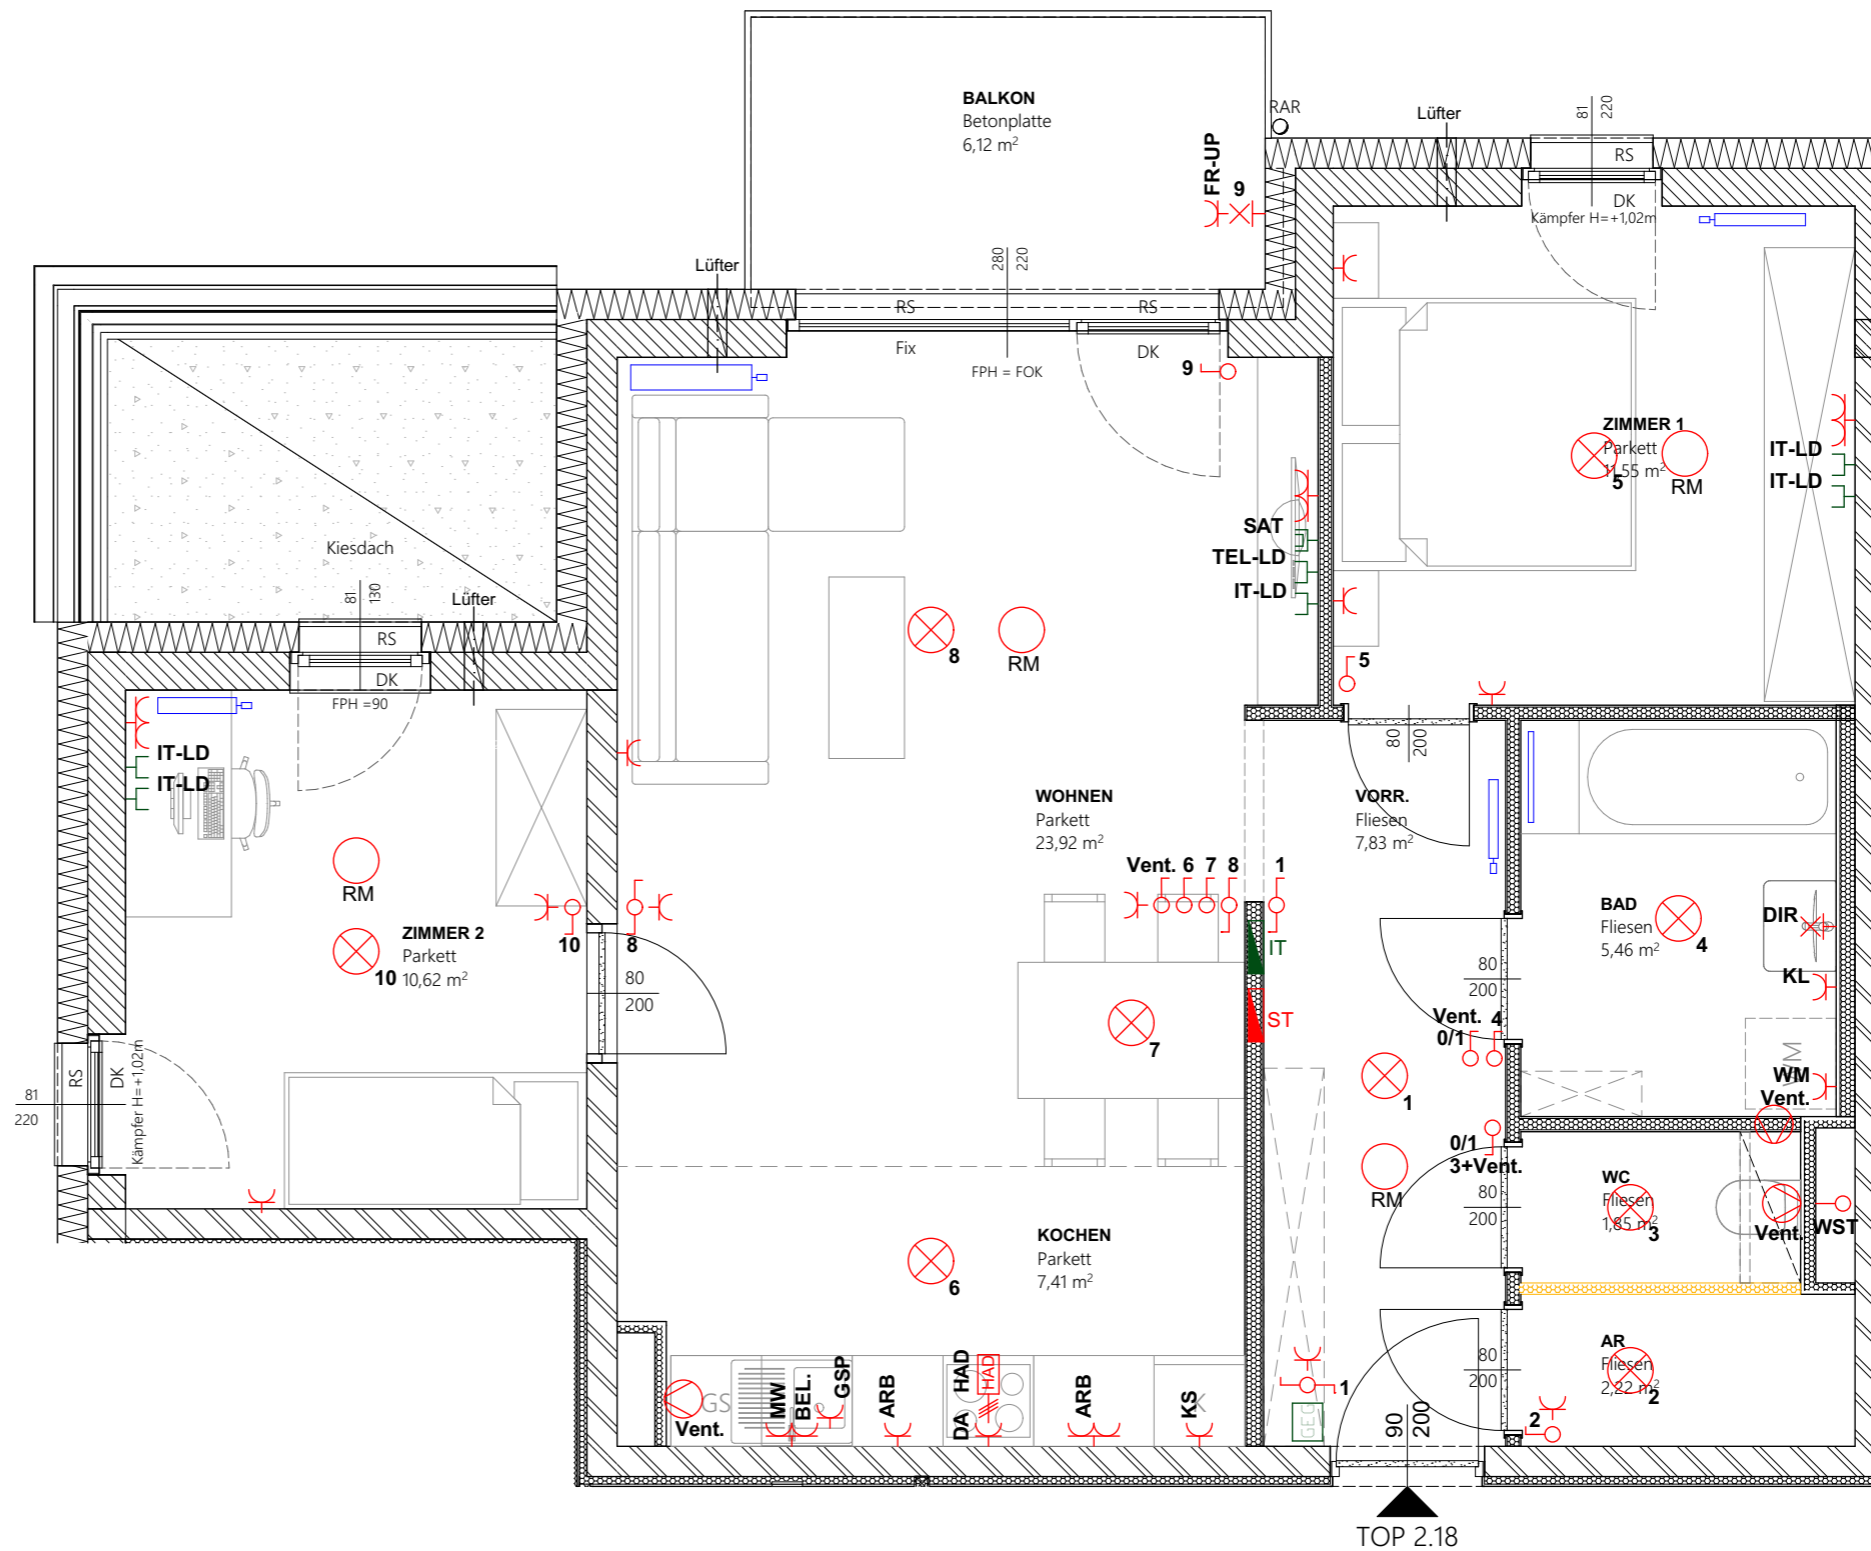 BALKON
Betonplatte
6,12 m²
RAR
Lüfter
81
220
RS
DK
Kämpfer H=+1,02m
FR-UP
9
Lüfter
280
220
RS
RS
Fix
DK
FPH = FOK
9
ZIMMER 1
Parkett
11,55 m²
5
RM
IT-LD
IT-LD
SAT
TEL-LD
IT-LD
5
Kiesdach
81
130
Lüfter
RS
DK
FPH =90
IT-LD
IT-LD
8
RM
80
200
WOHNEN
Parkett
23,92 m²
VORR.
Fliesen
7,83 m²
Vent. 6 7 8
1
RM
ZIMMER 2
Parkett
10,62 m²
10
10
8
80
200
IT
ST
7
BAD
Fliesen
5,46 m²
4
DIR
KL
80
200
Vent.
0/1
4
WM
WM
Vent.
81
220
RS
DK
Kämpfer H=+1,02m
1
0/1
3+Vent.
RM
80
200
WC
Fliesen
1,85 m²
3
Vent.
WST
KOCHEN
Parkett
7,41 m²
6
AR
Fliesen
2,22 m²
2
80
200
2
Vent.
GS
MW
BEL.
GSP
ARB
DA
HAD
HAD
ARB
KS
K
1
GEG
90
200
TOP 2.18